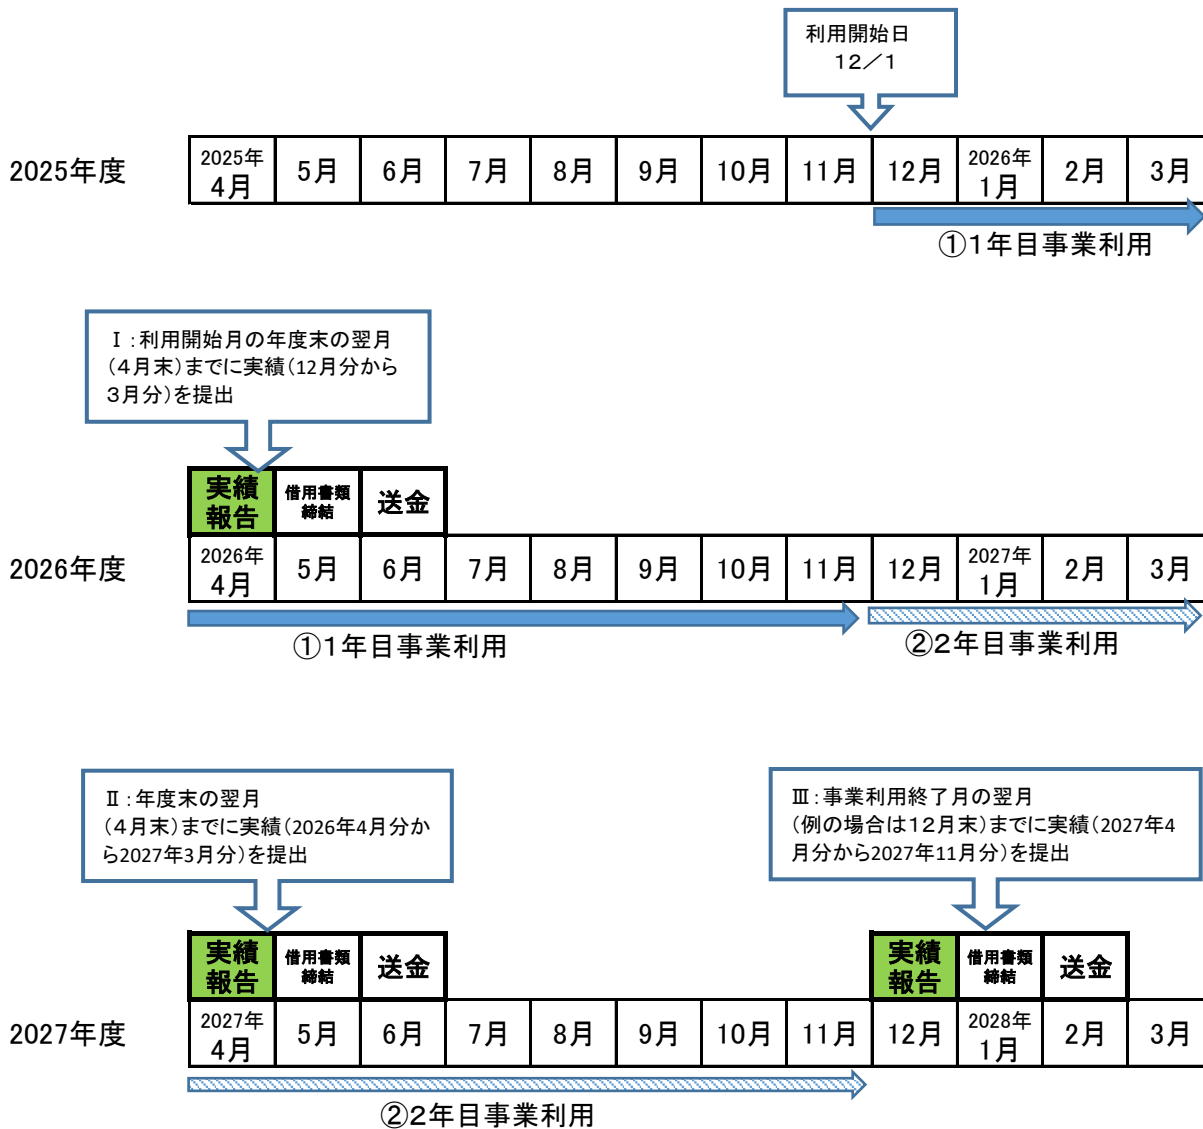 利用開始日
12／1
2025年度
2025年
4月
5月
6月
7月
8月
9月
10月
11月
12月
2026年
1月
2月
3月
①1年目事業利用
Ⅰ：利用開始月の年度末の翌月
（４月末）までに実績（12月分から
３月分）を提出
実績
報告
借用書類
締結
送金
2026年度
2026年
4月
5月
6月
7月
8月
9月
10月
11月
12月
2027年
1月
2月
3月
①1年目事業利用
②2年目事業利用
Ⅱ：年度末の翌月
（４月末）までに実績（2026年4月分か
ら2027年3月分）を提出
Ⅲ：事業利用終了月の翌月
（例の場合は１２月末）までに実績（2027年4
月分から2027年11月分）を提出
実績
報告
借用書類
締結
送金
実績
報告
借用書類
締結
送金
2027年度
2027年
4月
5月
6月
7月
8月
9月
10月
11月
12月
2028年
1月
2月
3月
②2年目事業利用